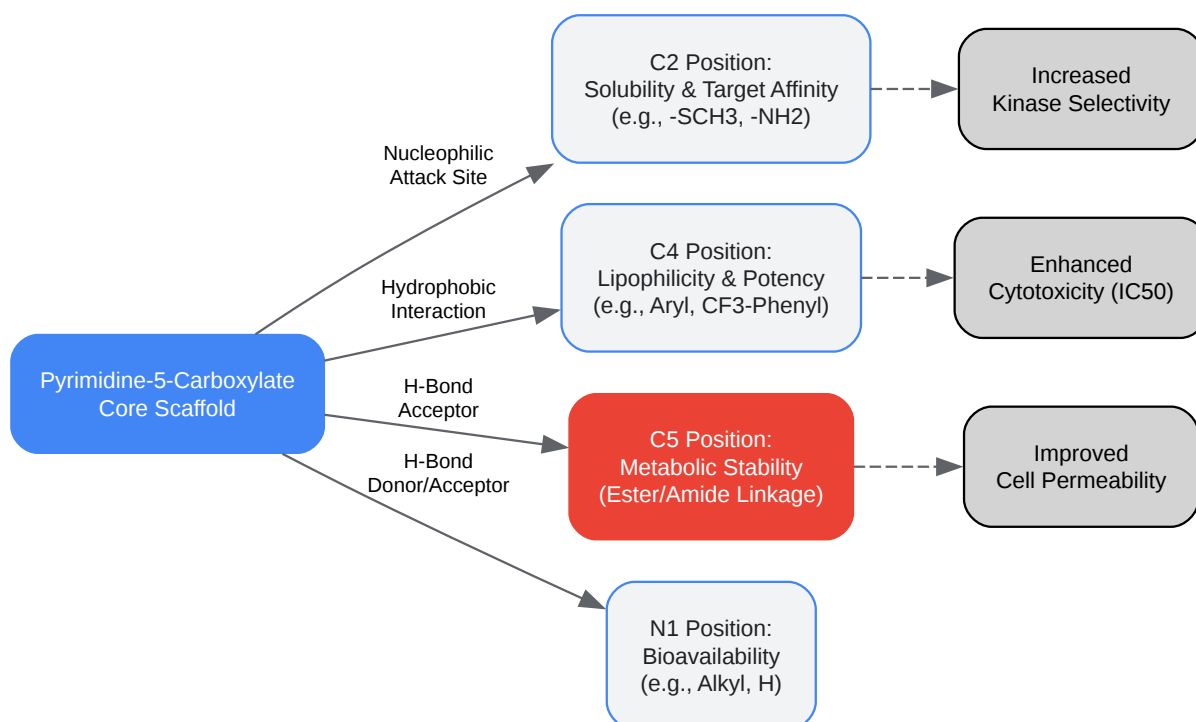 C2 Position:
Solubility & Target Affinity
(e.g., -SCH3, -NH2)
Increased
Kinase Selectivity
Nucleophilic
Attack Site
C4 Position:
Lipophilicity & Potency
(e.g., Aryl, CF3-Phenyl)
Enhanced
Cytotoxicity (IC50)
Hydrophobic
Interaction
Pyrimidine-5-Carboxylate
Core Scaffold
H-Bond
Acceptor
C5 Position:
Metabolic Stability
(Ester/Amide Linkage)
Improved
Cell Permeability
H-Bond
Donor/Acceptor
N1 Position:
Bioavailability
(e.g., Alkyl, H)